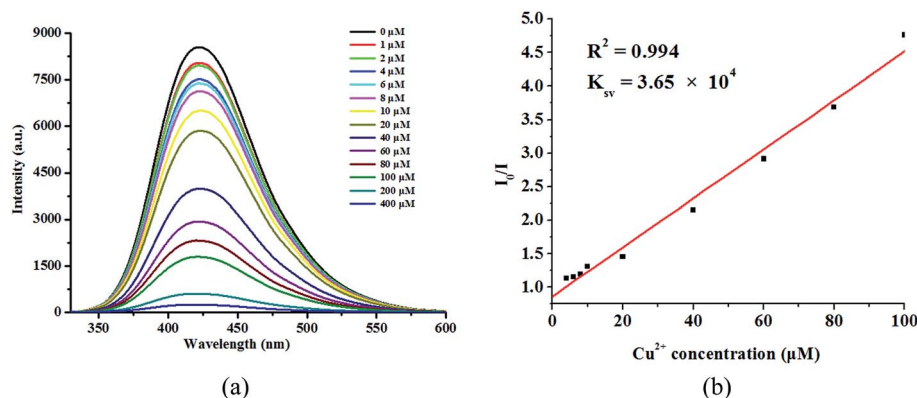 (a)
9000
7500
6000
4500
3000
1500
0
Intensity (a.u.)
350
400
450
500
550
600
Wavelength (nm)
0 µM
1 µM
2 µM
4 µM
6 µM
8 µM
10 µM
20 µM
40 µM
60 µM
80 µM
100 µM
200 µM
400 µM
(a)
b)
5.0
4.5
4.0
3.5
3.0
2.5
2.0
1.5
1.0
I₀/I
R² = 0.994
Ksv = 3.65 × 10⁴
0
20
40
60
80
100
Cu²⁺ concentration (µM)
(b)